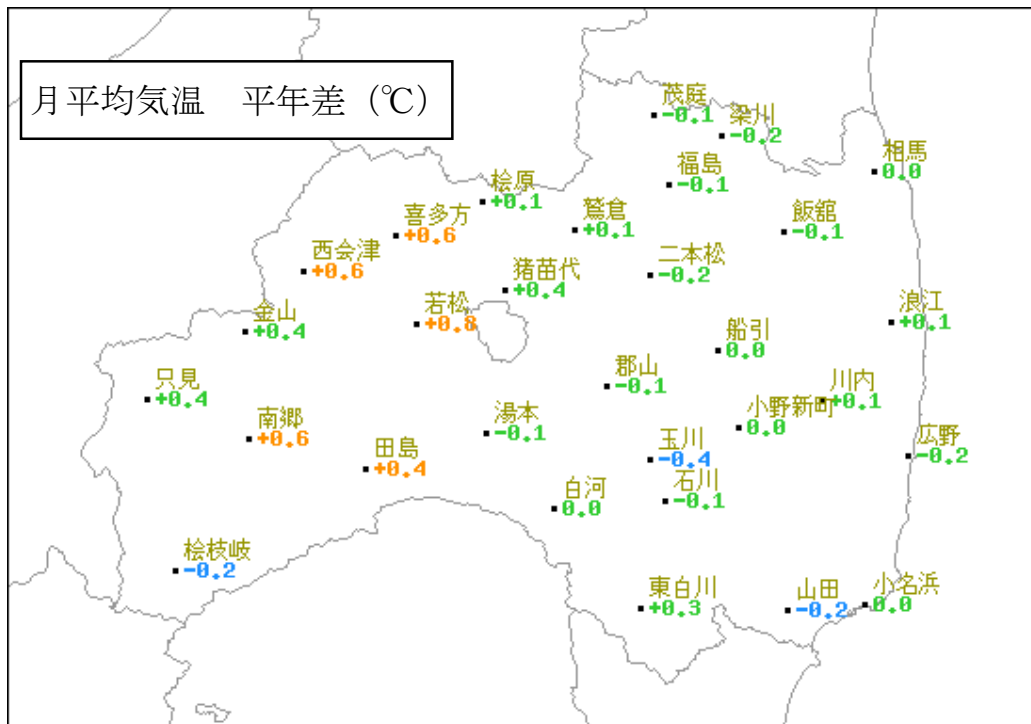 月平均気温　平年差（℃）
茂庭
-0.1
梁川
-0.2
相馬
0.0
福島
-0.1
桧原
+0.1
鷲倉
+0.1
飯舘
-0.1
喜多方
+0.6
西会津
+0.6
二本松
-0.2
猪苗代
+0.4
金山
+0.4
若松
+0.8
浪江
+0.1
船引
0.0
郡山
-0.1
只見
+0.4
川内
+0.1
小野新町
0.0
湯本
-0.1
南郷
+0.6
田島
+0.4
玉川
-0.4
広野
-0.2
石川
-0.1
白河
0.0
桧枝岐
-0.2
東白川
+0.3
山田
-0.2
小名浜
0.0